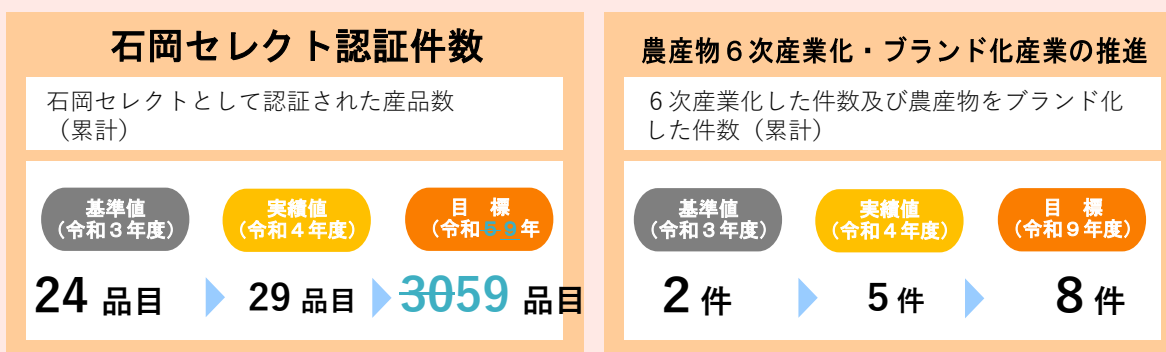 石岡セレクト認証件数
石岡セレクトとして認証された産品数
（累計）
基準値
（令和３年度）
実績値
（令和４年度）
目　標
（令和８９年
24 品目
29 品目
3059 品目
農産物６次産業化・ブランド化産業の推進
６次産業化した件数及び農産物をブランド化
した件数（累計）
基準値
（令和３年度）
実績値
（令和４年度）
目　標
（令和９年度）
2 件
5 件
8 件